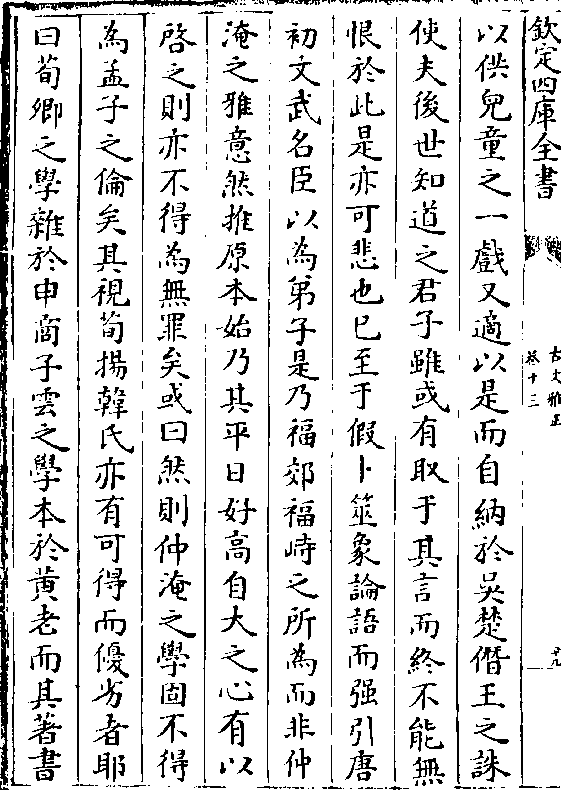 欽定四庫全書
古文雅正
卷十三
以供兒童之一戲又適以是而自納於吳楚僭王之誅
使夫後世知道之君子雖或有取于其言而終不能無
恨於此是亦可悲也已至于假卜筮象論語而强引唐
初文武名臣以為弟子是乃福郊福畤之所為而非仲
淹之雅意然推原本始乃其平日好高自大之心有以
啓之則亦不得為無罪矣或曰然則仲淹之學固不得
為孟子之倫矣其視荀揚韓氏亦有可得而優劣者耶
曰荀卿之學雜於申商子雲之學本於黄老而其著書